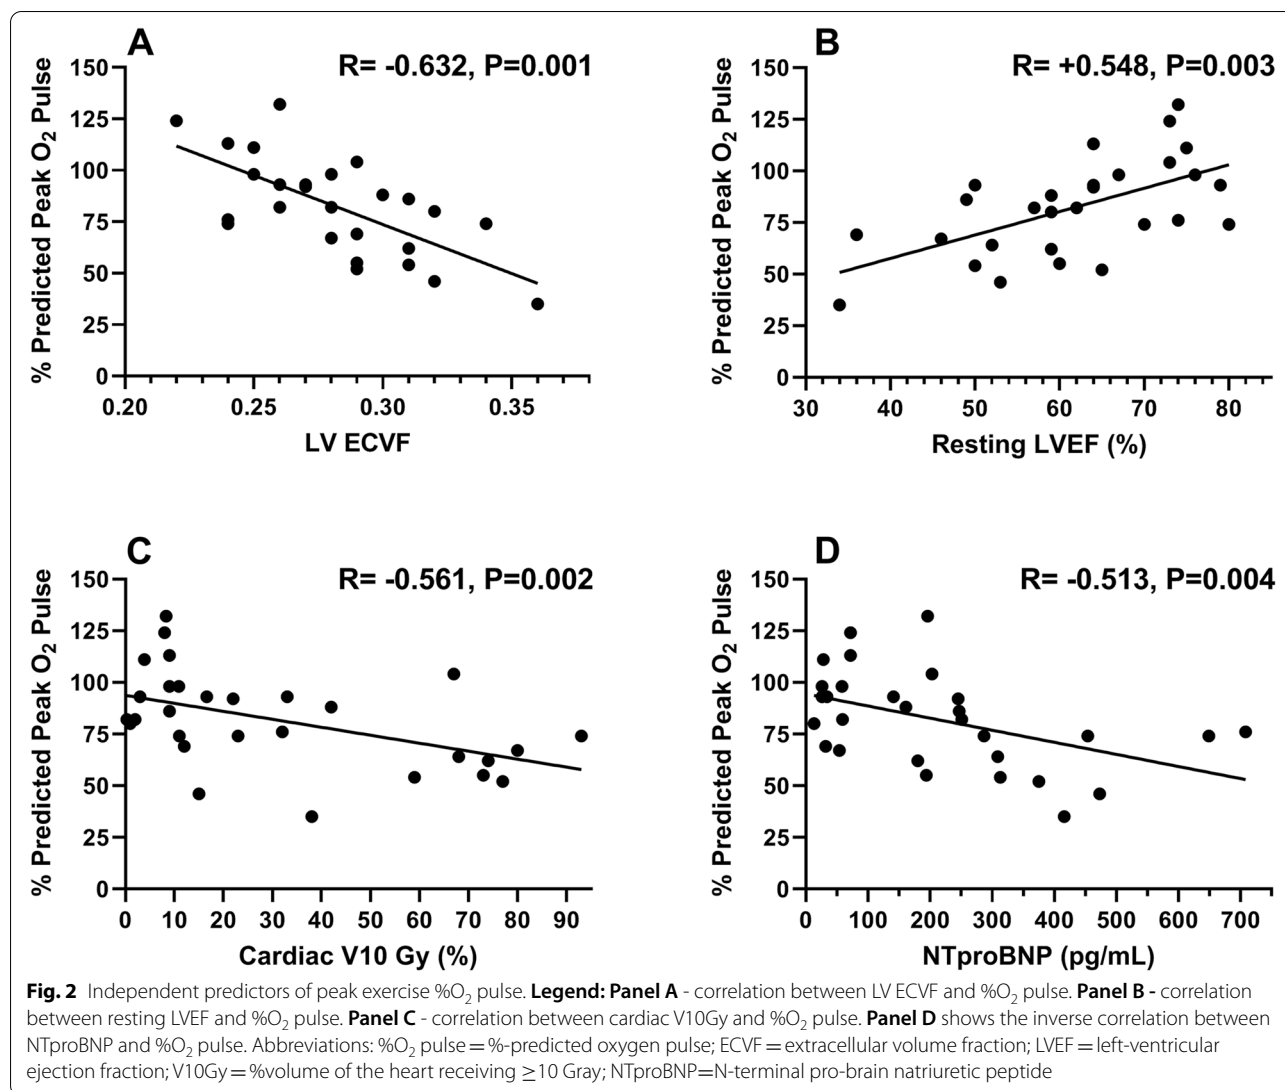 A
R= -0.632, P=0.001
% Predicted Peak O₂ Pulse
150
125
100
75
50
25
0
0.20 0.25 0.30 0.35
LV ECVF
B
R= +0.548, P=0.003
% Predicted Peak O₂ Pulse
150
125
100
75
50
25
0
30 40 50 60 70 80
Resting LVEF (%)
C
R= -0.561, P=0.002
% Predicted Peak O₂ Pulse
150
125
100
75
50
25
0
0 10 20 30 40 50 60 70 80 90
Cardiac V10 Gy (%)
D
R= -0.513, P=0.004
% Predicted Peak O₂ Pulse
150
125
100
75
50
25
0
0 100 200 300 400 500 600 700
NTproBNP (pg/mL)
Fig. 2 Independent predictors of peak exercise %O₂ pulse. Legend: Panel A - correlation between LV ECVF and %O₂ pulse. Panel B - correlation
between resting LVEF and %O₂ pulse. Panel C - correlation between cardiac V10Gy and %O₂ pulse. Panel D shows the inverse correlation between
NTproBNP and %O₂ pulse. Abbreviations: %O₂ pulse = %-predicted oxygen pulse; ECVF = extracellular volume fraction; LVEF = left-ventricular
ejection fraction; V10Gy = %volume of the heart receiving ≥10 Gray; NTproBNP=N-terminal pro-brain natriuretic peptide